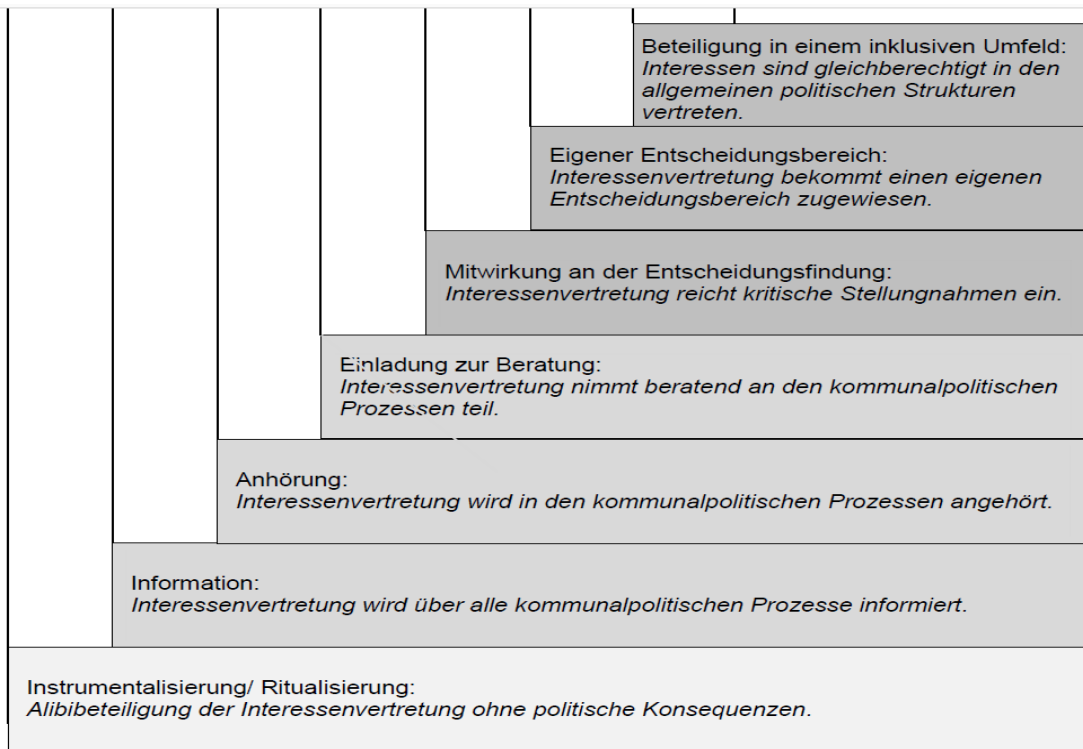 Beteiligung in einem inklusiven Umfeld:
Interessen sind gleichberechtigt in den
allgemeinen politischen Strukturen
vertreten.
Eigener Entscheidungsbereich:
Interessenvertretung bekommt einen eigenen
Entscheidungsbereich zugewiesen.
Mitwirkung an der Entscheidungsfindung:
Interessenvertretung reicht kritische Stellungnahmen ein.
Einladung zur Beratung:
Interessenvertretung nimmt beratend an den kommunalpolitischen
Prozessen teil.
Anhörung:
Interessenvertretung wird in den kommunalpolitischen Prozessen angehört.
Information:
Interessenvertretung wird über alle kommunalpolitischen Prozesse informiert.
Instrumentalisierung/ Ritualisierung:
Alibibeteiligung der Interessenvertretung ohne politische Konsequenzen.